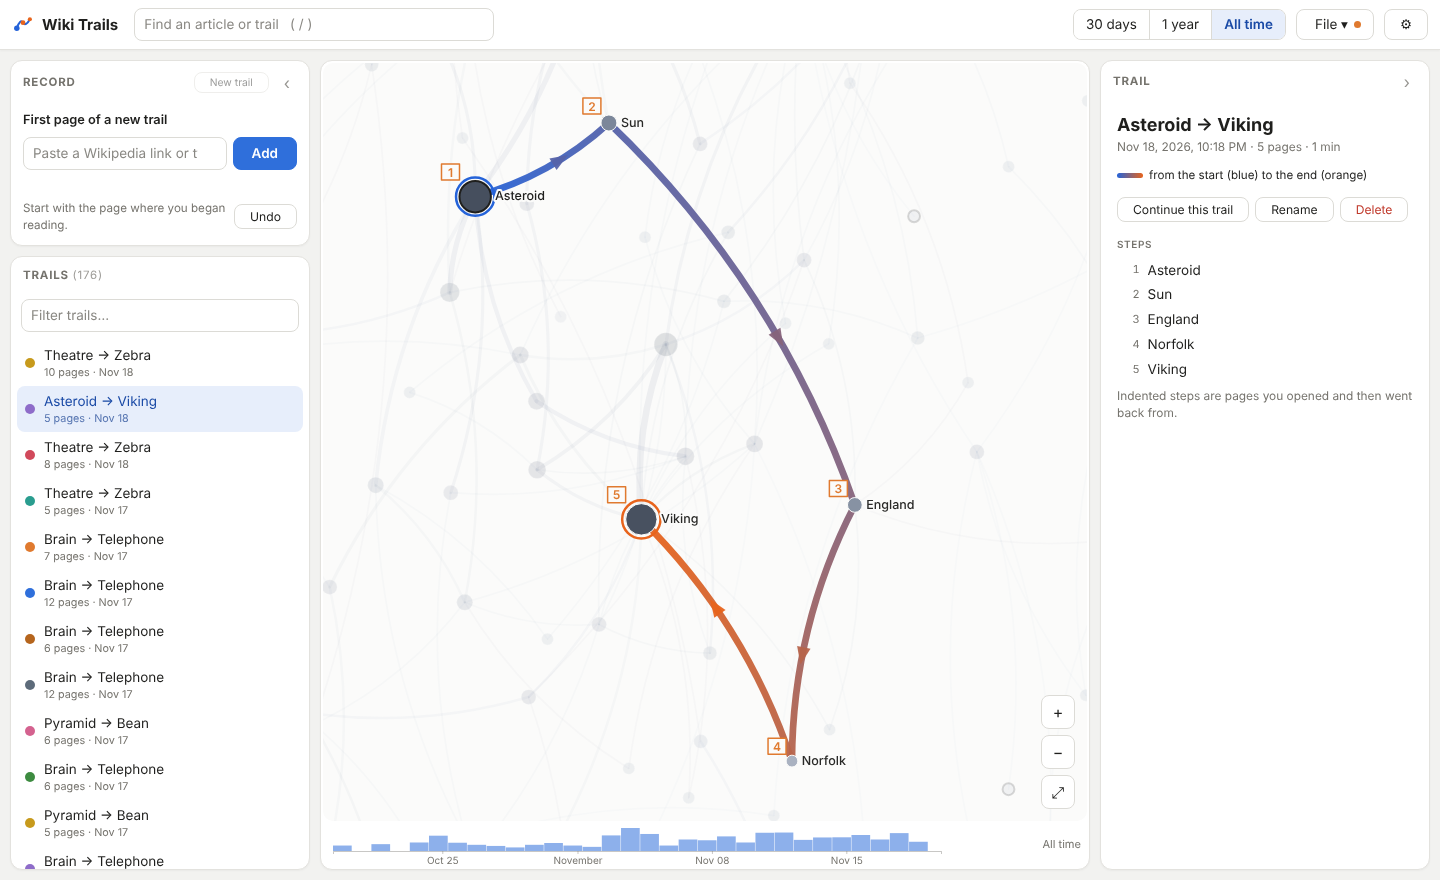 Wiki Trails
Find an article or trail ( / )
30 days
1 year
All time
File ▾
RECORD
New trail
First page of a new trail
Paste a Wikipedia link or t
Add
Start with the page where you began
reading.
Undo
TRAILS (176)
Filter trails...
Theatre → Zebra
10 pages · Nov 18
Asteroid → Viking
5 pages · Nov 18
Theatre → Zebra
8 pages · Nov 18
Theatre → Zebra
5 pages · Nov 17
Brain → Telephone
7 pages · Nov 17
Brain → Telephone
12 pages · Nov 17
Brain → Telephone
6 pages · Nov 17
Brain → Telephone
12 pages · Nov 17
Pyramid → Bean
6 pages · Nov 17
Brain → Telephone
6 pages · Nov 17
Pyramid → Bean
5 pages · Nov 17
Brain → Telephone
2
Sun
1
Asteroid
5
Viking
3
England
4
Norfolk
+
−
Oct 25
November
Nov 08
Nov 15
All time
TRAIL
Asteroid → Viking
Nov 18, 2026, 10:18 PM · 5 pages · 1 min
from the start (blue) to the end (orange)
Continue this trail
Rename
Delete
STEPS
1 Asteroid
2 Sun
3 England
4 Norfolk
5 Viking
Indented steps are pages you opened and then went
back from.